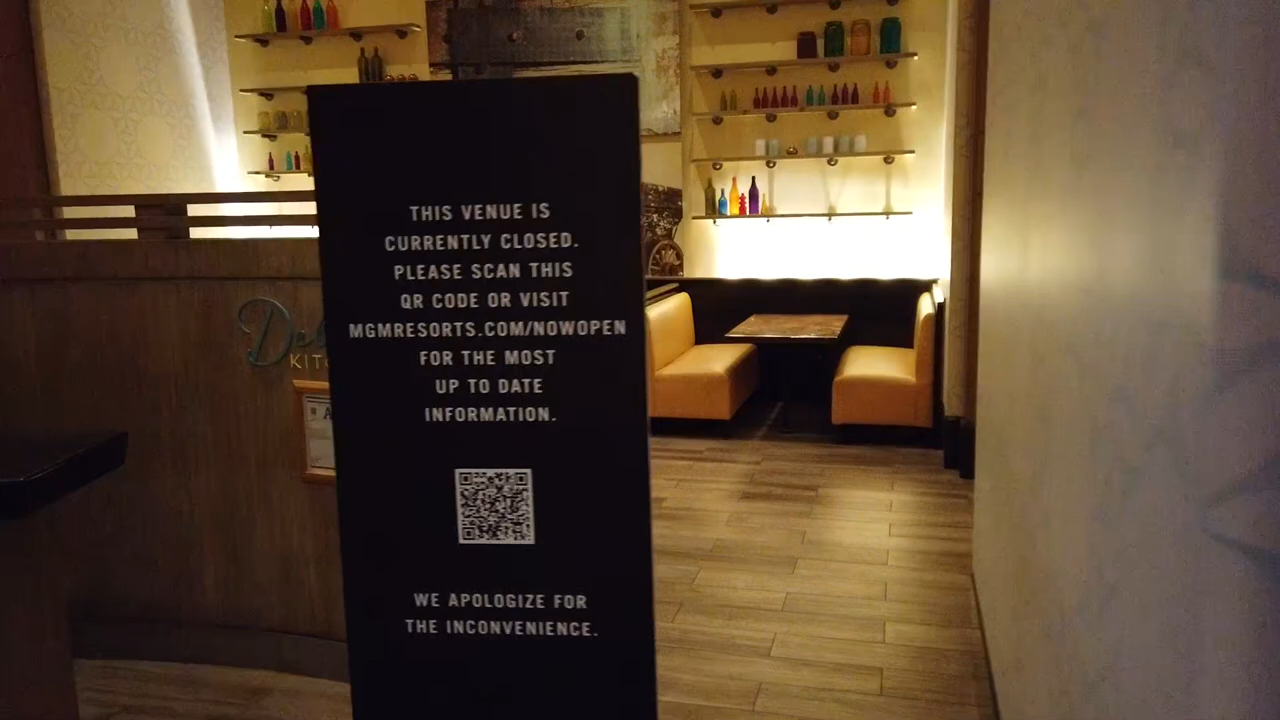 THIS VENUE IS
CURRENTLY CLOSED.
PLEASE SCAN THIS
QR CODE OR VISIT
MGMRESORTS.COM/NOWOPEN
FOR THE MOST
UP TO DATE
INFORMATION.
WE APOLOGIZE FOR
THE INCONVENIENCE.